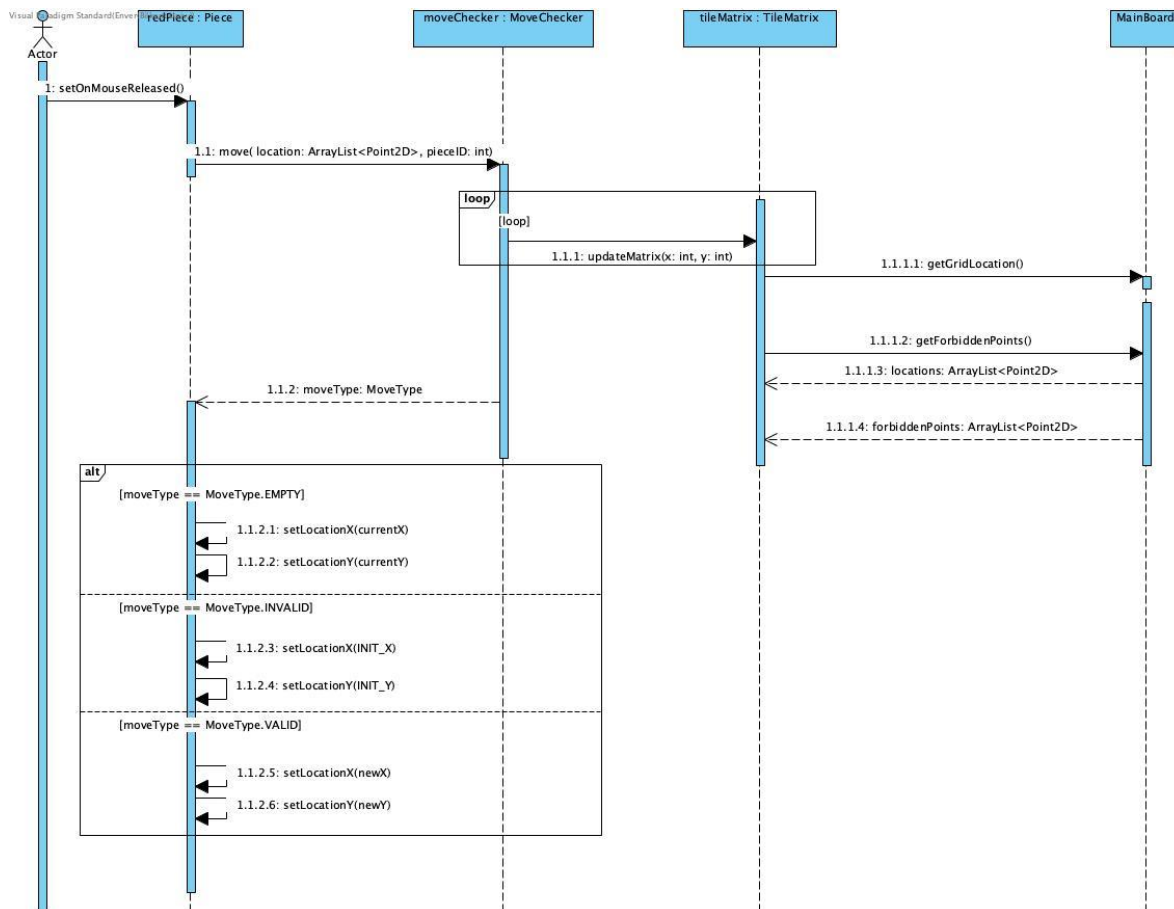 Visual Paradigm Standard(Enver
Actor
redPiece : Piece
moveChecker : MoveChecker
tileMatrix : TileMatrix
MainBoard
1: setOnMouseReleased()
1.1: move( location: ArrayList<Point2D>, pieceID: int)
loop
[loop]
1.1.1: updateMatrix(x: int, y: int)
1.1.1.1: getGridLocation()
1.1.1.2: getForbiddenPoints()
1.1.1.3: locations: ArrayList<Point2D>
1.1.2: moveType: MoveType
1.1.1.4: forbiddenPoints: ArrayList<Point2D>
alt
[moveType == MoveType.EMPTY]
1.1.2.1: setLocationX(currentX)
1.1.2.2: setLocationY(currentY)
[moveType == MoveType.INVALID]
1.1.2.3: setLocationX(INIT_X)
1.1.2.4: setLocationY(INIT_Y)
[moveType == MoveType.VALID]
1.1.2.5: setLocationX(newX)
1.1.2.6: setLocationY(newY)